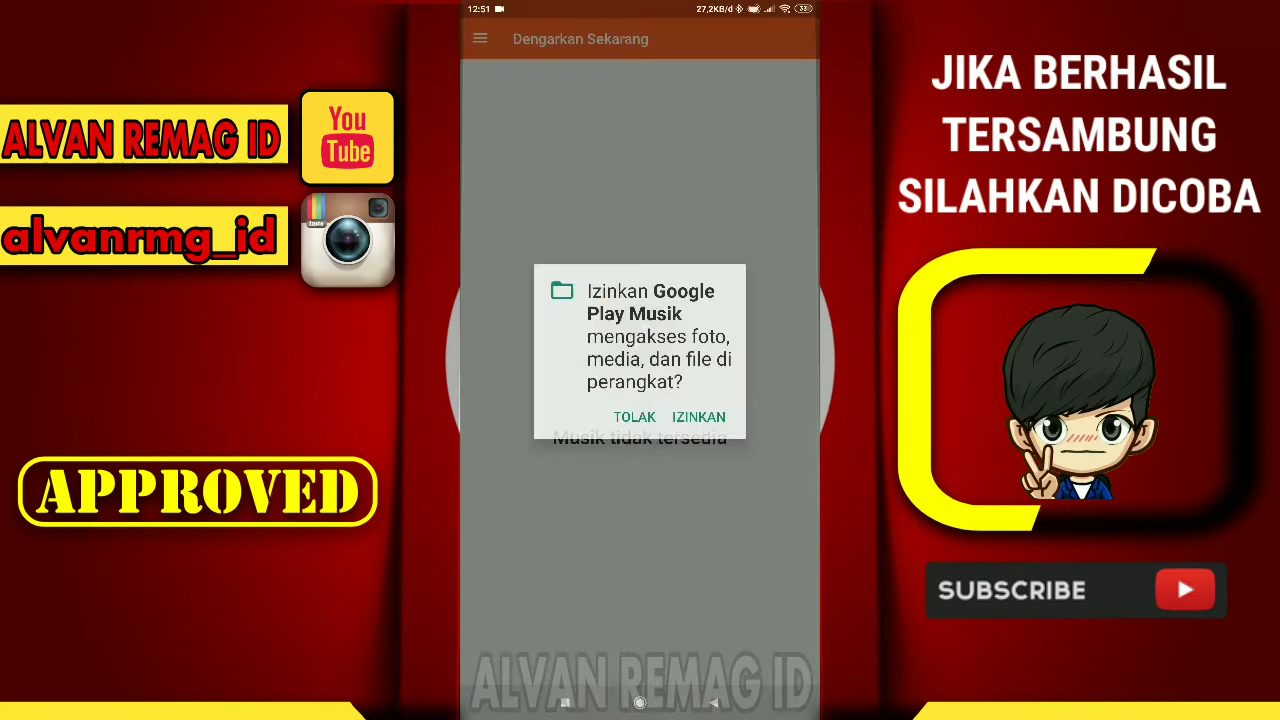 12:51
27,2KB/d
33
Dengarkan Sekarang
ALVAN REMAG ID
You
Tube
alvanrmg_id
Insta
APPROVED
Izinkan Google
Play Musik
mengakses foto,
media, dan file di
perangkat?
TOLAK IZINKAN
Musik tidak tersedia
ALVAN REMAG ID
JIKA BERHASIL
TERSAMBUNG
SILAHKAN DICOBA
SUBSCRIBE